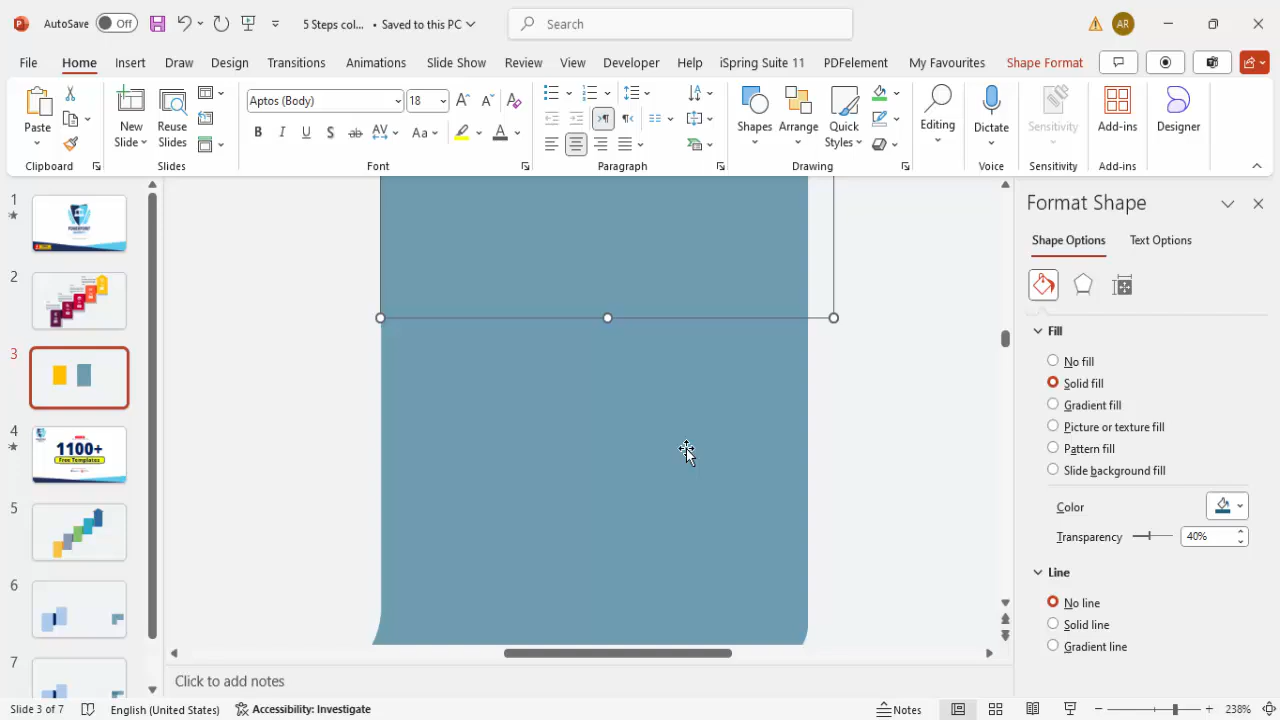 AutoSave Off 5 Steps col... • Saved to this PC Search AR
File Home Insert Draw Design Transitions Animations Slide Show Review View Developer Help iSpring Suite 11 PDFelement My Favourites Shape Format
Paste New Slide Reuse Slides Aptos (Body) 18 Shapes Arrange Quick Styles Editing Dictate Sensitivity Add-ins Designer
Clipboard Slides Font Paragraph Drawing Voice Sensitivity Add-ins
Format Shape
Shape Options Text Options
Fill
No fill
Solid fill
Gradient fill
Picture or texture fill
Pattern fill
Slide background fill
Color
Transparency 40%
Line
No line
Solid line
Gradient line
1
2
3
4
1100+
Free Templates
5
6
7
Click to add notes
Slide 3 of 7 English (United States) Accessibility: Investigate Notes 238%